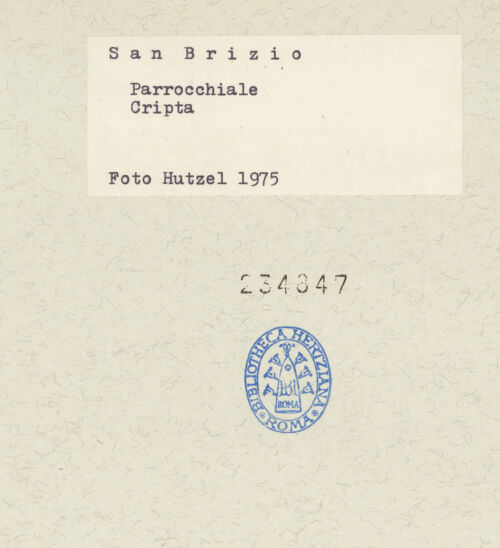 San Brizio
Parrocchiale
Cripta
Foto Hutzel 1975
234847
BIBLIOTHECA HERTZIANA
ROMA
ROMA